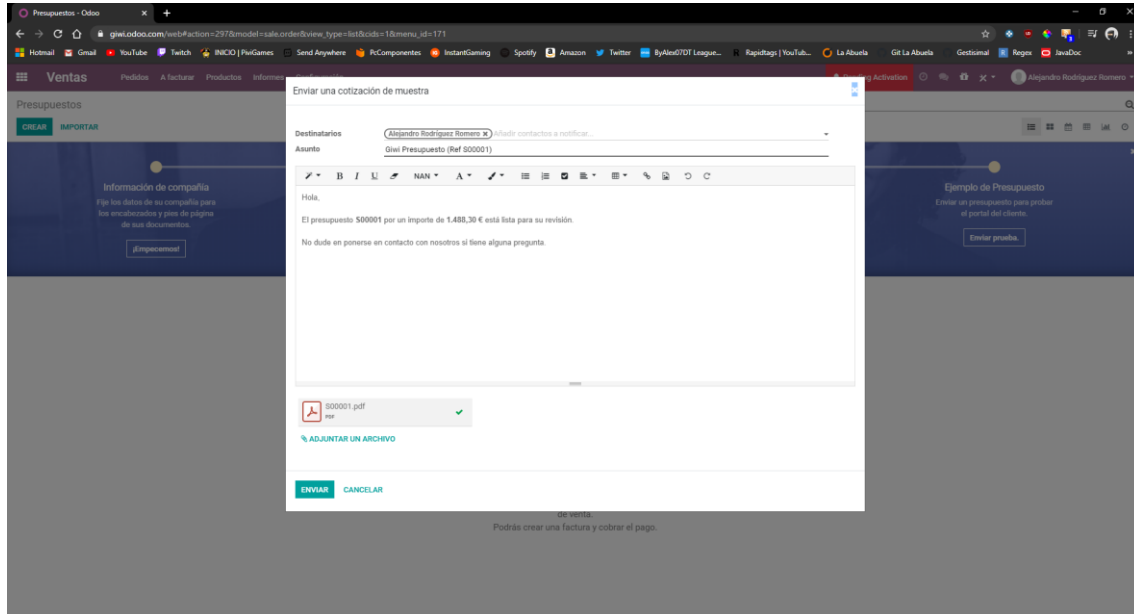 Presupuestos - Odoo
giwi.odoo.com/web#action=297&model=sale.order&view_type=list&cids=1&menu_id=171
Hotmail Gmail YouTube Twitch INICIO | PiviGames Send Anywhere PcComponentes InstantGaming Spotify Amazon Twitter ByAlex07DT League... Rapidtags | YouTub... La Abuela Git La Abuela Gestisimal Regex JavaDoc
Ventas Pedidos A facturar Productos Informes Activation Alejandro Rodríguez Romero
Presupuestos
CREAR IMPORTAR
Información de compañía
Fije los datos de su compañía para
los encabezados y pies de página
de sus documentos.
¡Empecemos!
Enviar una cotización de muestra
Destinatarios Alejandro Rodríguez Romero x Añadir contactos a notificar...
Asunto Giwi Presupuesto (Ref S00001)
B I U NAN A
Hola,
El presupuesto S00001 por un importe de 1.488,30 € está lista para su revisión.
No dude en ponerse en contacto con nosotros si tiene alguna pregunta.
S00001.pdf
PDF
ADJUNTAR UN ARCHIVO
ENVIAR CANCELAR
Ejemplo de Presupuesto
Enviar un presupuesto para probar
el portal del cliente.
Enviar prueba.
de venta.
Podrás crear una factura y cobrar el pago.